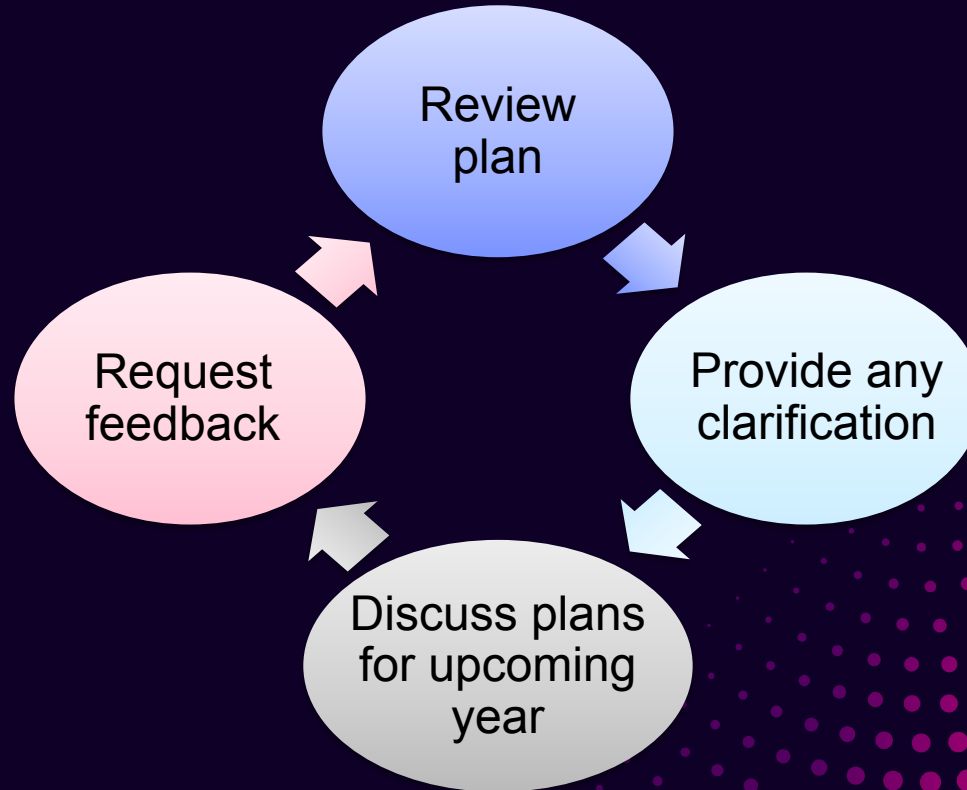 Review
plan
Provide any
clarification
Discuss plans
for upcoming
year
Request
feedback